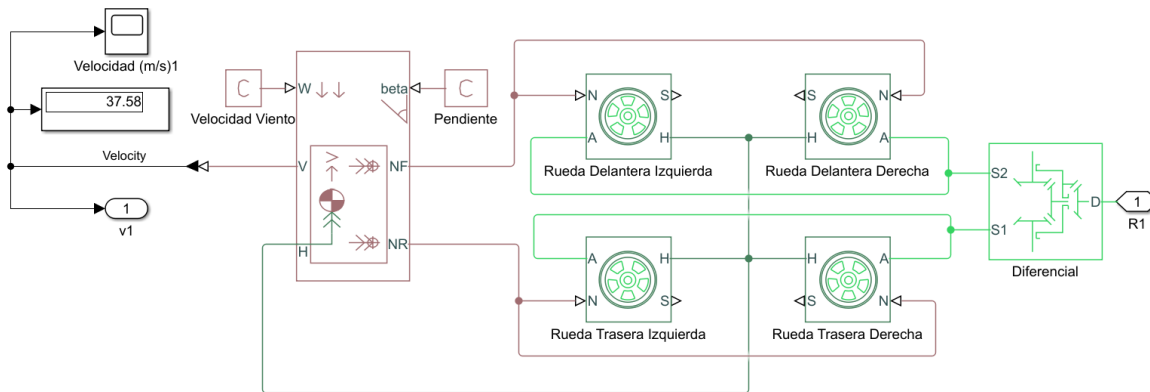 Velocidad (m/s)1
37.58
Velocity
1
v1
C
Velocidad Viento
W
beta
C
Pendiente
V
NF
H
NR
N
S
A
H
Rueda Delantera Izquierda
S
N
H
A
Rueda Delantera Derecha
A
H
N
S
Rueda Trasera Izquierda
H
A
S
N
Rueda Trasera Derecha
S2
S1
D
Diferencial
1
R1